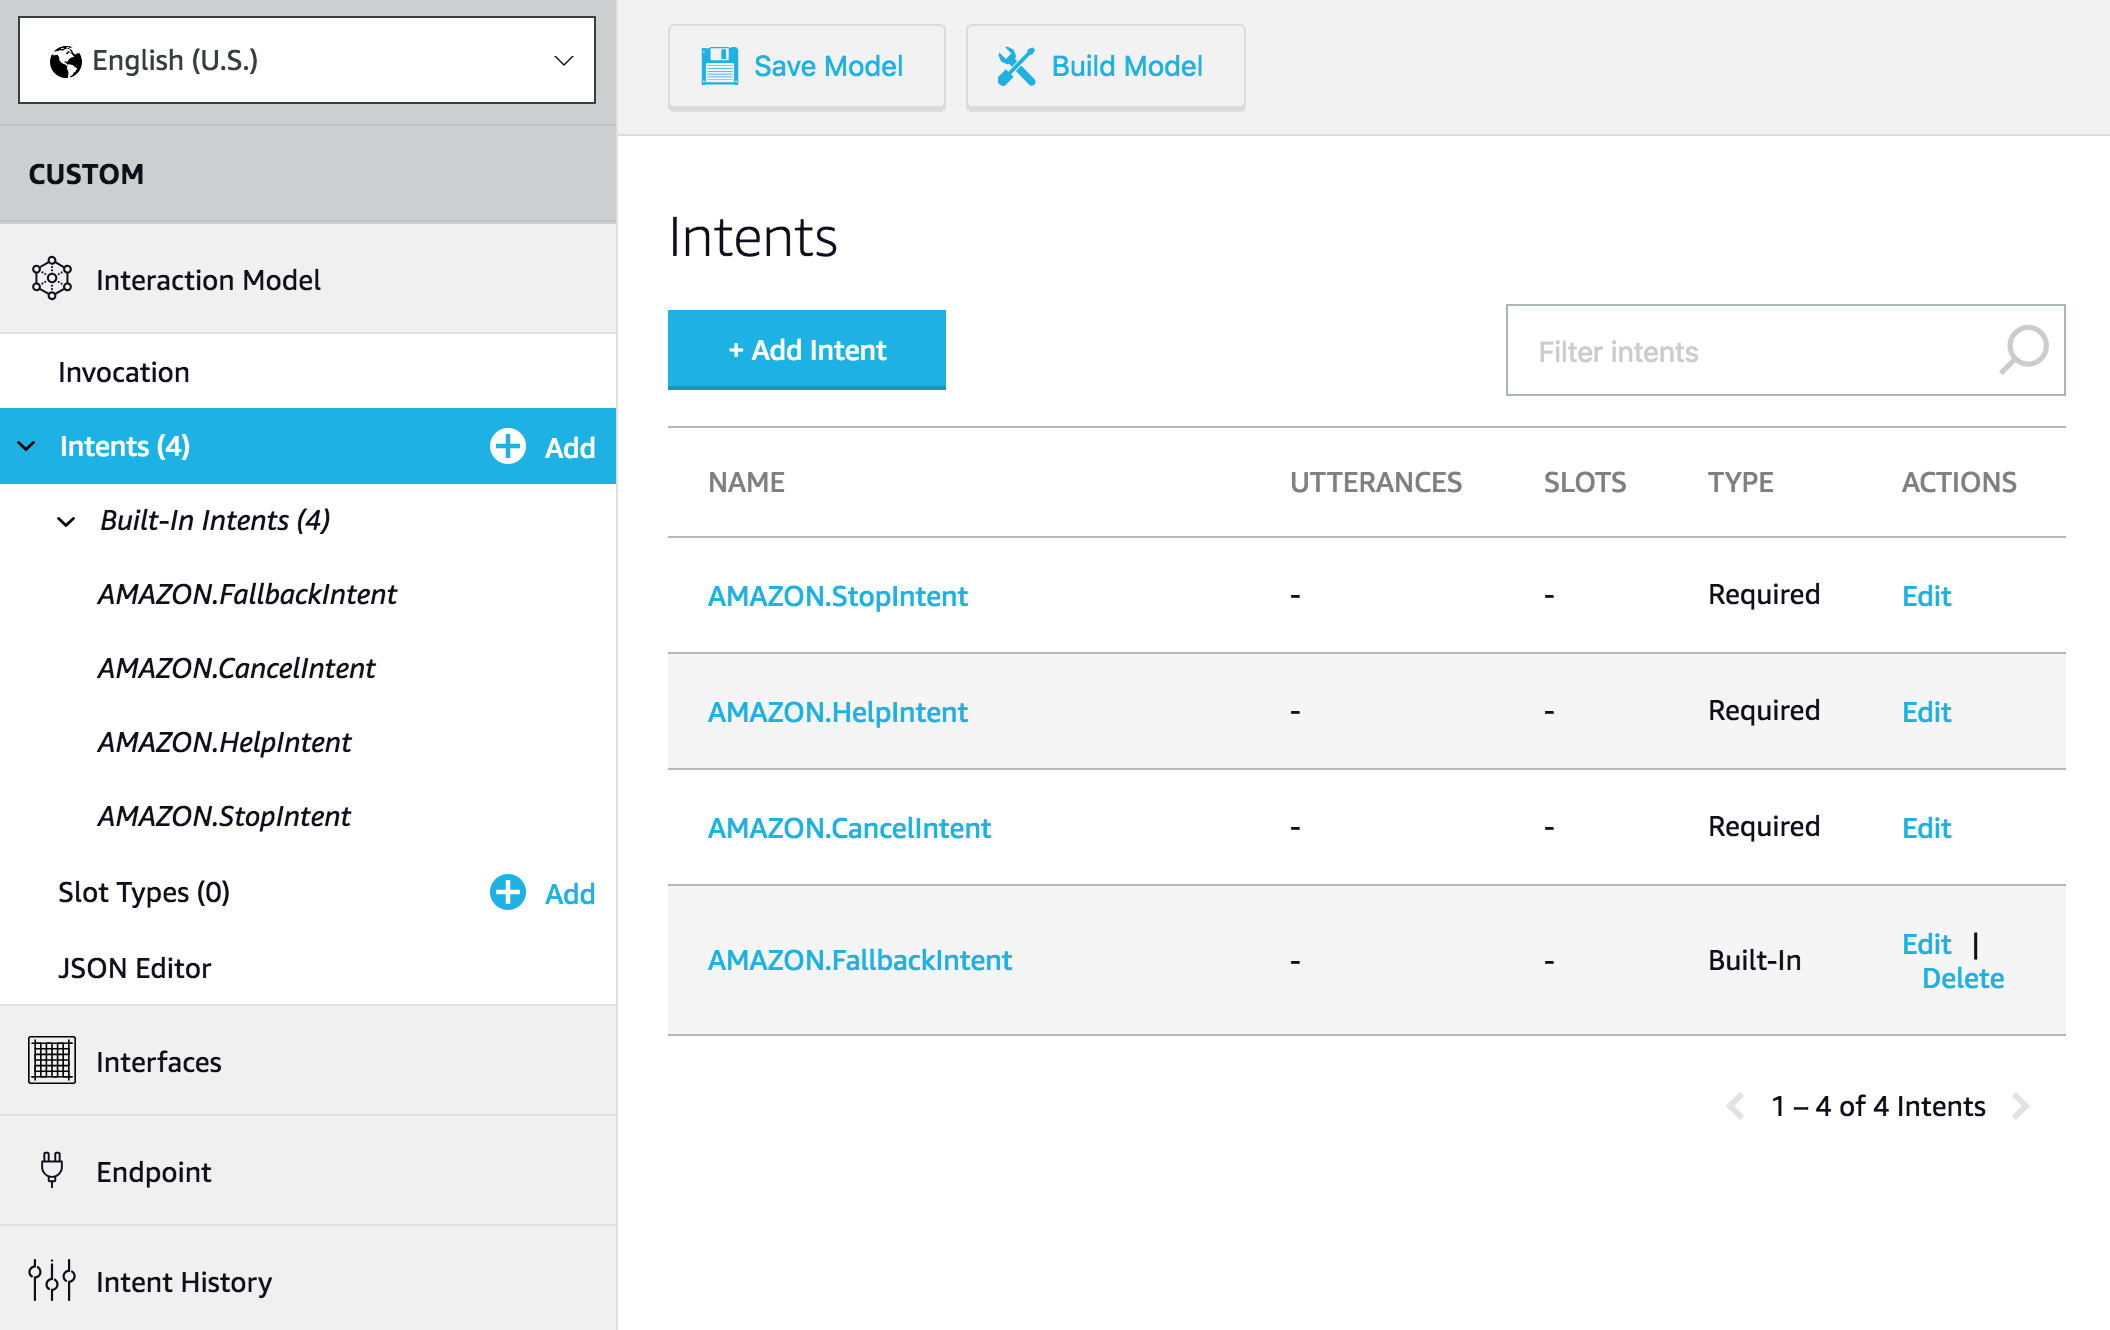 English (U.S.)
CUSTOM
Interaction Model
Invocation
Intents (4) Add
Built-In Intents (4)
AMAZON.FallbackIntent
AMAZON.CancelIntent
AMAZON.HelpIntent
AMAZON.StopIntent
Slot Types (0) Add
JSON Editor
Interfaces
Endpoint
Intent History
Save Model Build Model
Intents
+ Add Intent Filter intents
NAME UTTERANCES SLOTS TYPE ACTIONS
AMAZON.StopIntent - - Required Edit
AMAZON.HelpIntent - - Required Edit
AMAZON.CancelIntent - - Required Edit
AMAZON.FallbackIntent - - Built-In Edit |
Delete
1 – 4 of 4 Intents